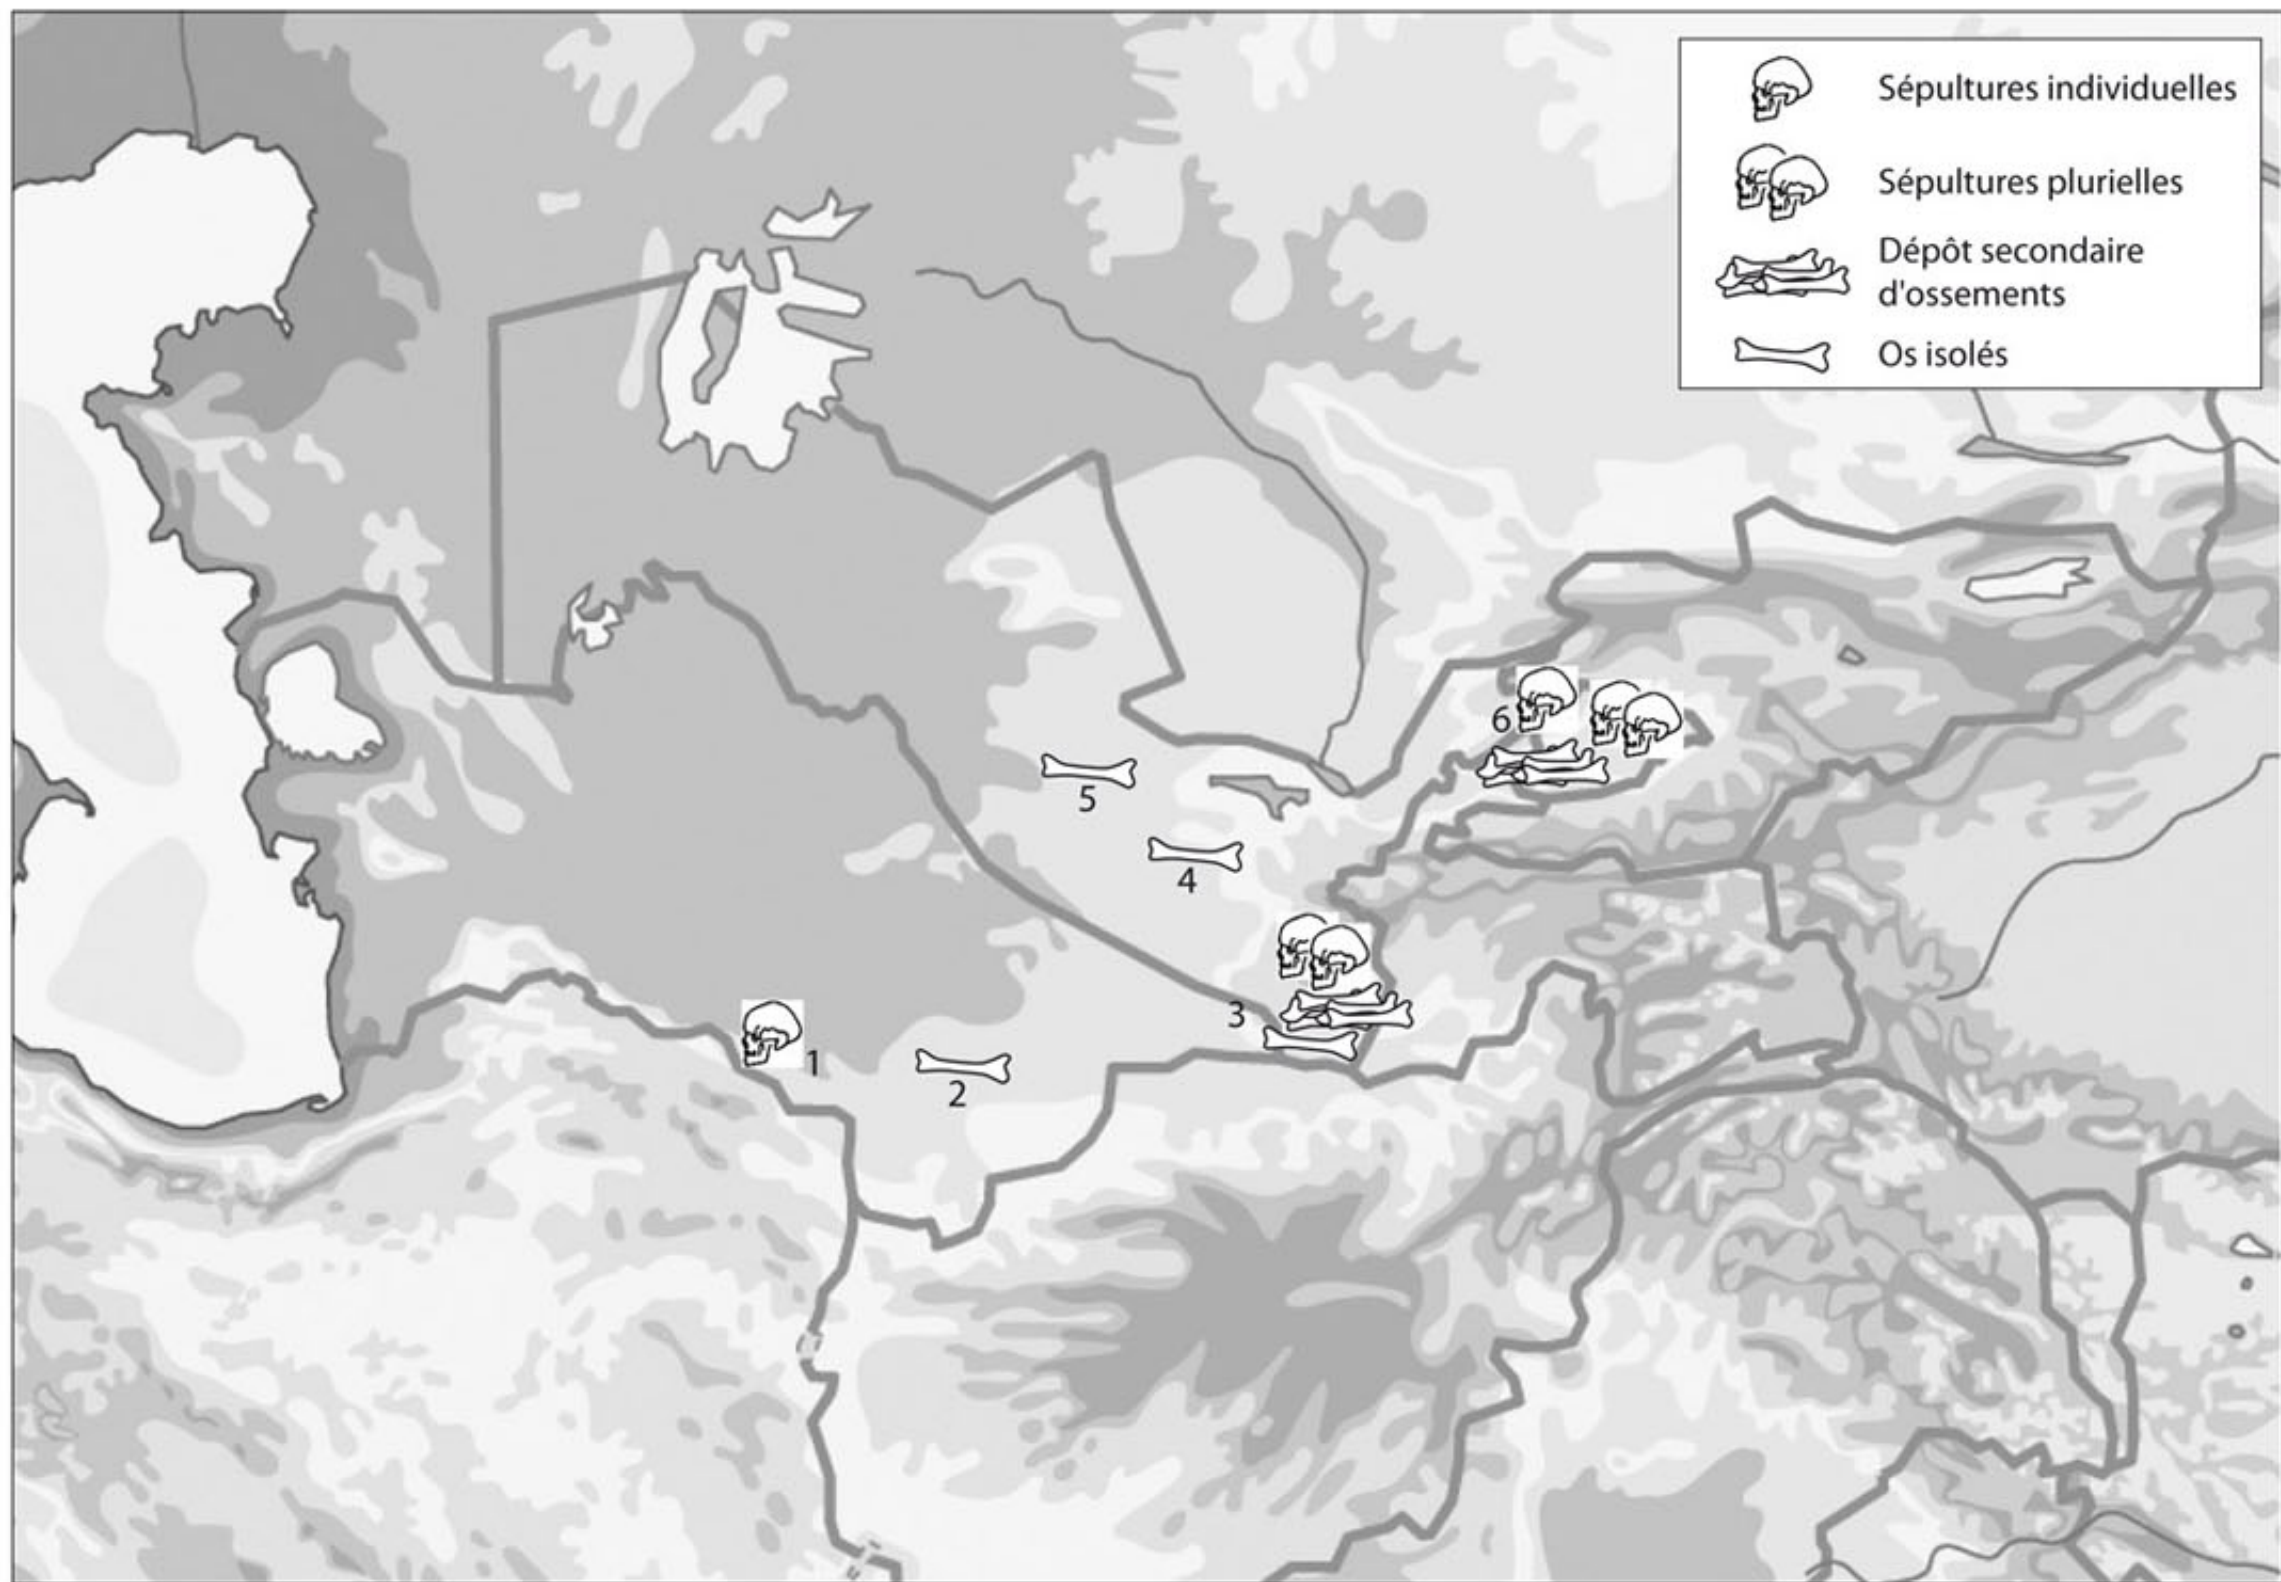 Sépultures individuelles
Sépultures plurielles
Dépôt secondaire
d'ossements
Os isolés
6
5
4
3
1
2